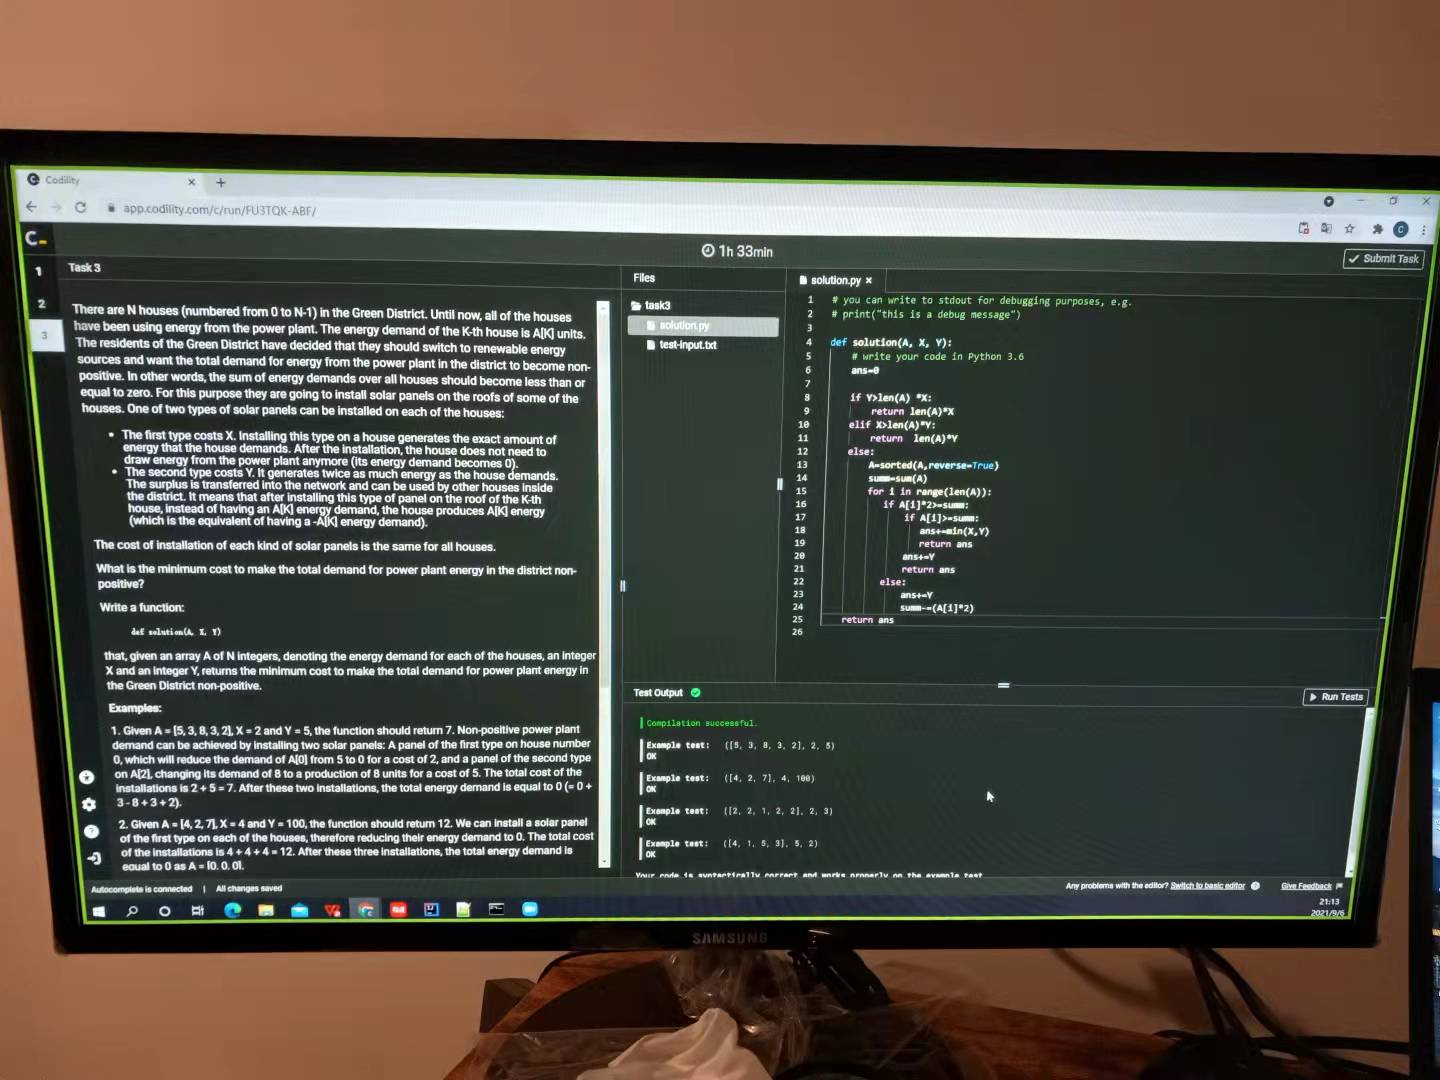 Codility
app.codility.com/c/run/FU3TQK-ABF/
1h 33min
Submit Task
1
2
3
Task 3
There are N houses (numbered from 0 to N-1) in the Green District. Until now, all of the houses
have been using energy from the power plant. The energy demand of the K-th house is A[K] units.
The residents of the Green District have decided that they should switch to renewable energy
sources and want the total demand for energy from the power plant in the district to become non-
positive. In other words, the sum of energy demands over all houses should become less than or
equal to zero. For this purpose they are going to install solar panels on the roofs of some of the
houses. One of two types of solar panels can be installed on each of the houses:
• The first type costs X. Installing this type on a house generates the exact amount of
energy that the house demands. After the installation, the house does not need to
draw energy from the power plant anymore (its energy demand becomes 0).
• The second type costs Y. It generates twice as much energy as the house demands.
The surplus is transferred into the network and can be used by other houses inside
the district. It means that after installing this type of panel on the roof of the K-th
house, instead of having an A[K] energy demand, the house produces A[K] energy
(which is the equivalent of having a -A[K] energy demand).
The cost of installation of each kind of solar panels is the same for all houses.
What is the minimum cost to make the total demand for power plant energy in the district non-
positive?
Write a function:
def solution(A, X, Y)
that, given an array A of N integers, denoting the energy demand for each of the houses, an integer
X and an integer Y, returns the minimum cost to make the total demand for power plant energy in
the Green District non-positive.
Examples:
1. Given A = [5, 3, 8, 3, 2], X = 2 and Y = 5, the function should return 7. Non-positive power plant
demand can be achieved by installing two solar panels: A panel of the first type on house number
0, which will reduce the demand of A[0] from 5 to 0 for a cost of 2, and a panel of the second type
on A[2], changing its demand of 8 to a production of 8 units for a cost of 5. The total cost of the
installations is 2 + 5 = 7. After these two installations, the total energy demand is equal to 0 (= 0 +
3 - 8 + 3 + 2).
2. Given A = [4, 2, 7], X = 4 and Y = 100, the function should return 12. We can install a solar panel
of the first type on each of the houses, therefore reducing their energy demand to 0. The total cost
of the installations is 4 + 4 + 4 = 12. After these three installations, the total energy demand is
equal to 0 as A = [0, 0, 0].
Files
task3
solution.py
test-input.txt
solution.py ×
1 # you can write to stdout for debugging purposes, e.g.
2 # print("this is a debug message")
3
4 def solution(A, X, Y):
5 # write your code in Python 3.6
6 ans=0
7
8 if Y>len(A) *X:
9 return len(A)*X
10 elif X>len(A)*Y:
11 return len(A)*Y
12 else:
13 A=sorted(A,reverse=True)
14 summ=sum(A)
15 for i in range(len(A)):
16 if A[i]*2>=summ:
17 if A[i]>=summ:
18 ans+=min(X,Y)
19 return ans
20 ans+=Y
21 return ans
22 else:
23 ans+=Y
24 summ-=(A[i]*2)
25 return ans
26
Test Output
Run Tests
Compilation successful.
Example test: ([5, 3, 8, 3, 2], 2, 5)
OK
Example test: ([4, 2, 7], 4, 100)
OK
Example test: ([2, 2, 1, 2, 2], 2, 3)
OK
Example test: ([4, 1, 5, 3], 5, 2)
OK
Your code is syntactically correct and works properly on the example test
Autocomplete is connected | All changes saved
Any problems with the editor? Switch to basic editor
Give Feedback
21:13
2021/9/6
SAMSUNG